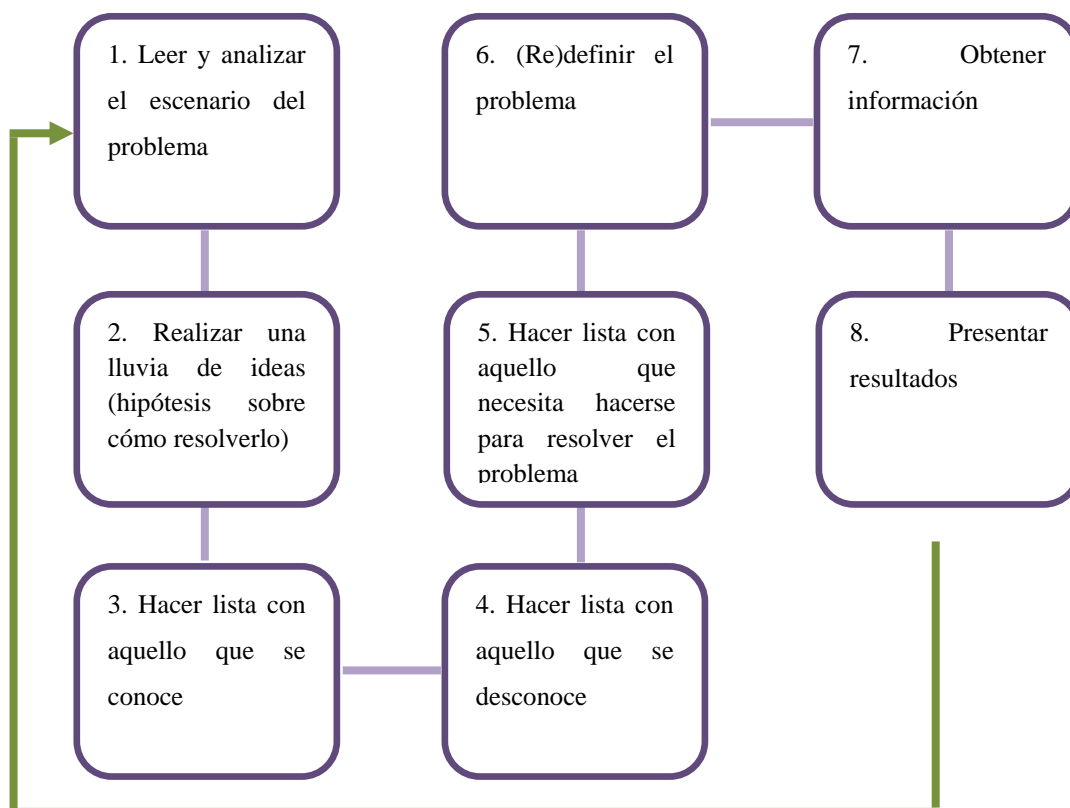 1. Leer y analizar
el escenario del
problema
2. Realizar una
lluvia de ideas
(hipótesis sobre
cómo resolverlo)
3. Hacer lista con
aquello que se
conoce
4. Hacer lista con
aquello que se
desconoce
5. Hacer lista con
aquello que
necesita hacerse
para resolver el
problema
6. (Re)definir el
problema
7. Obtener
información
8. Presentar
resultados